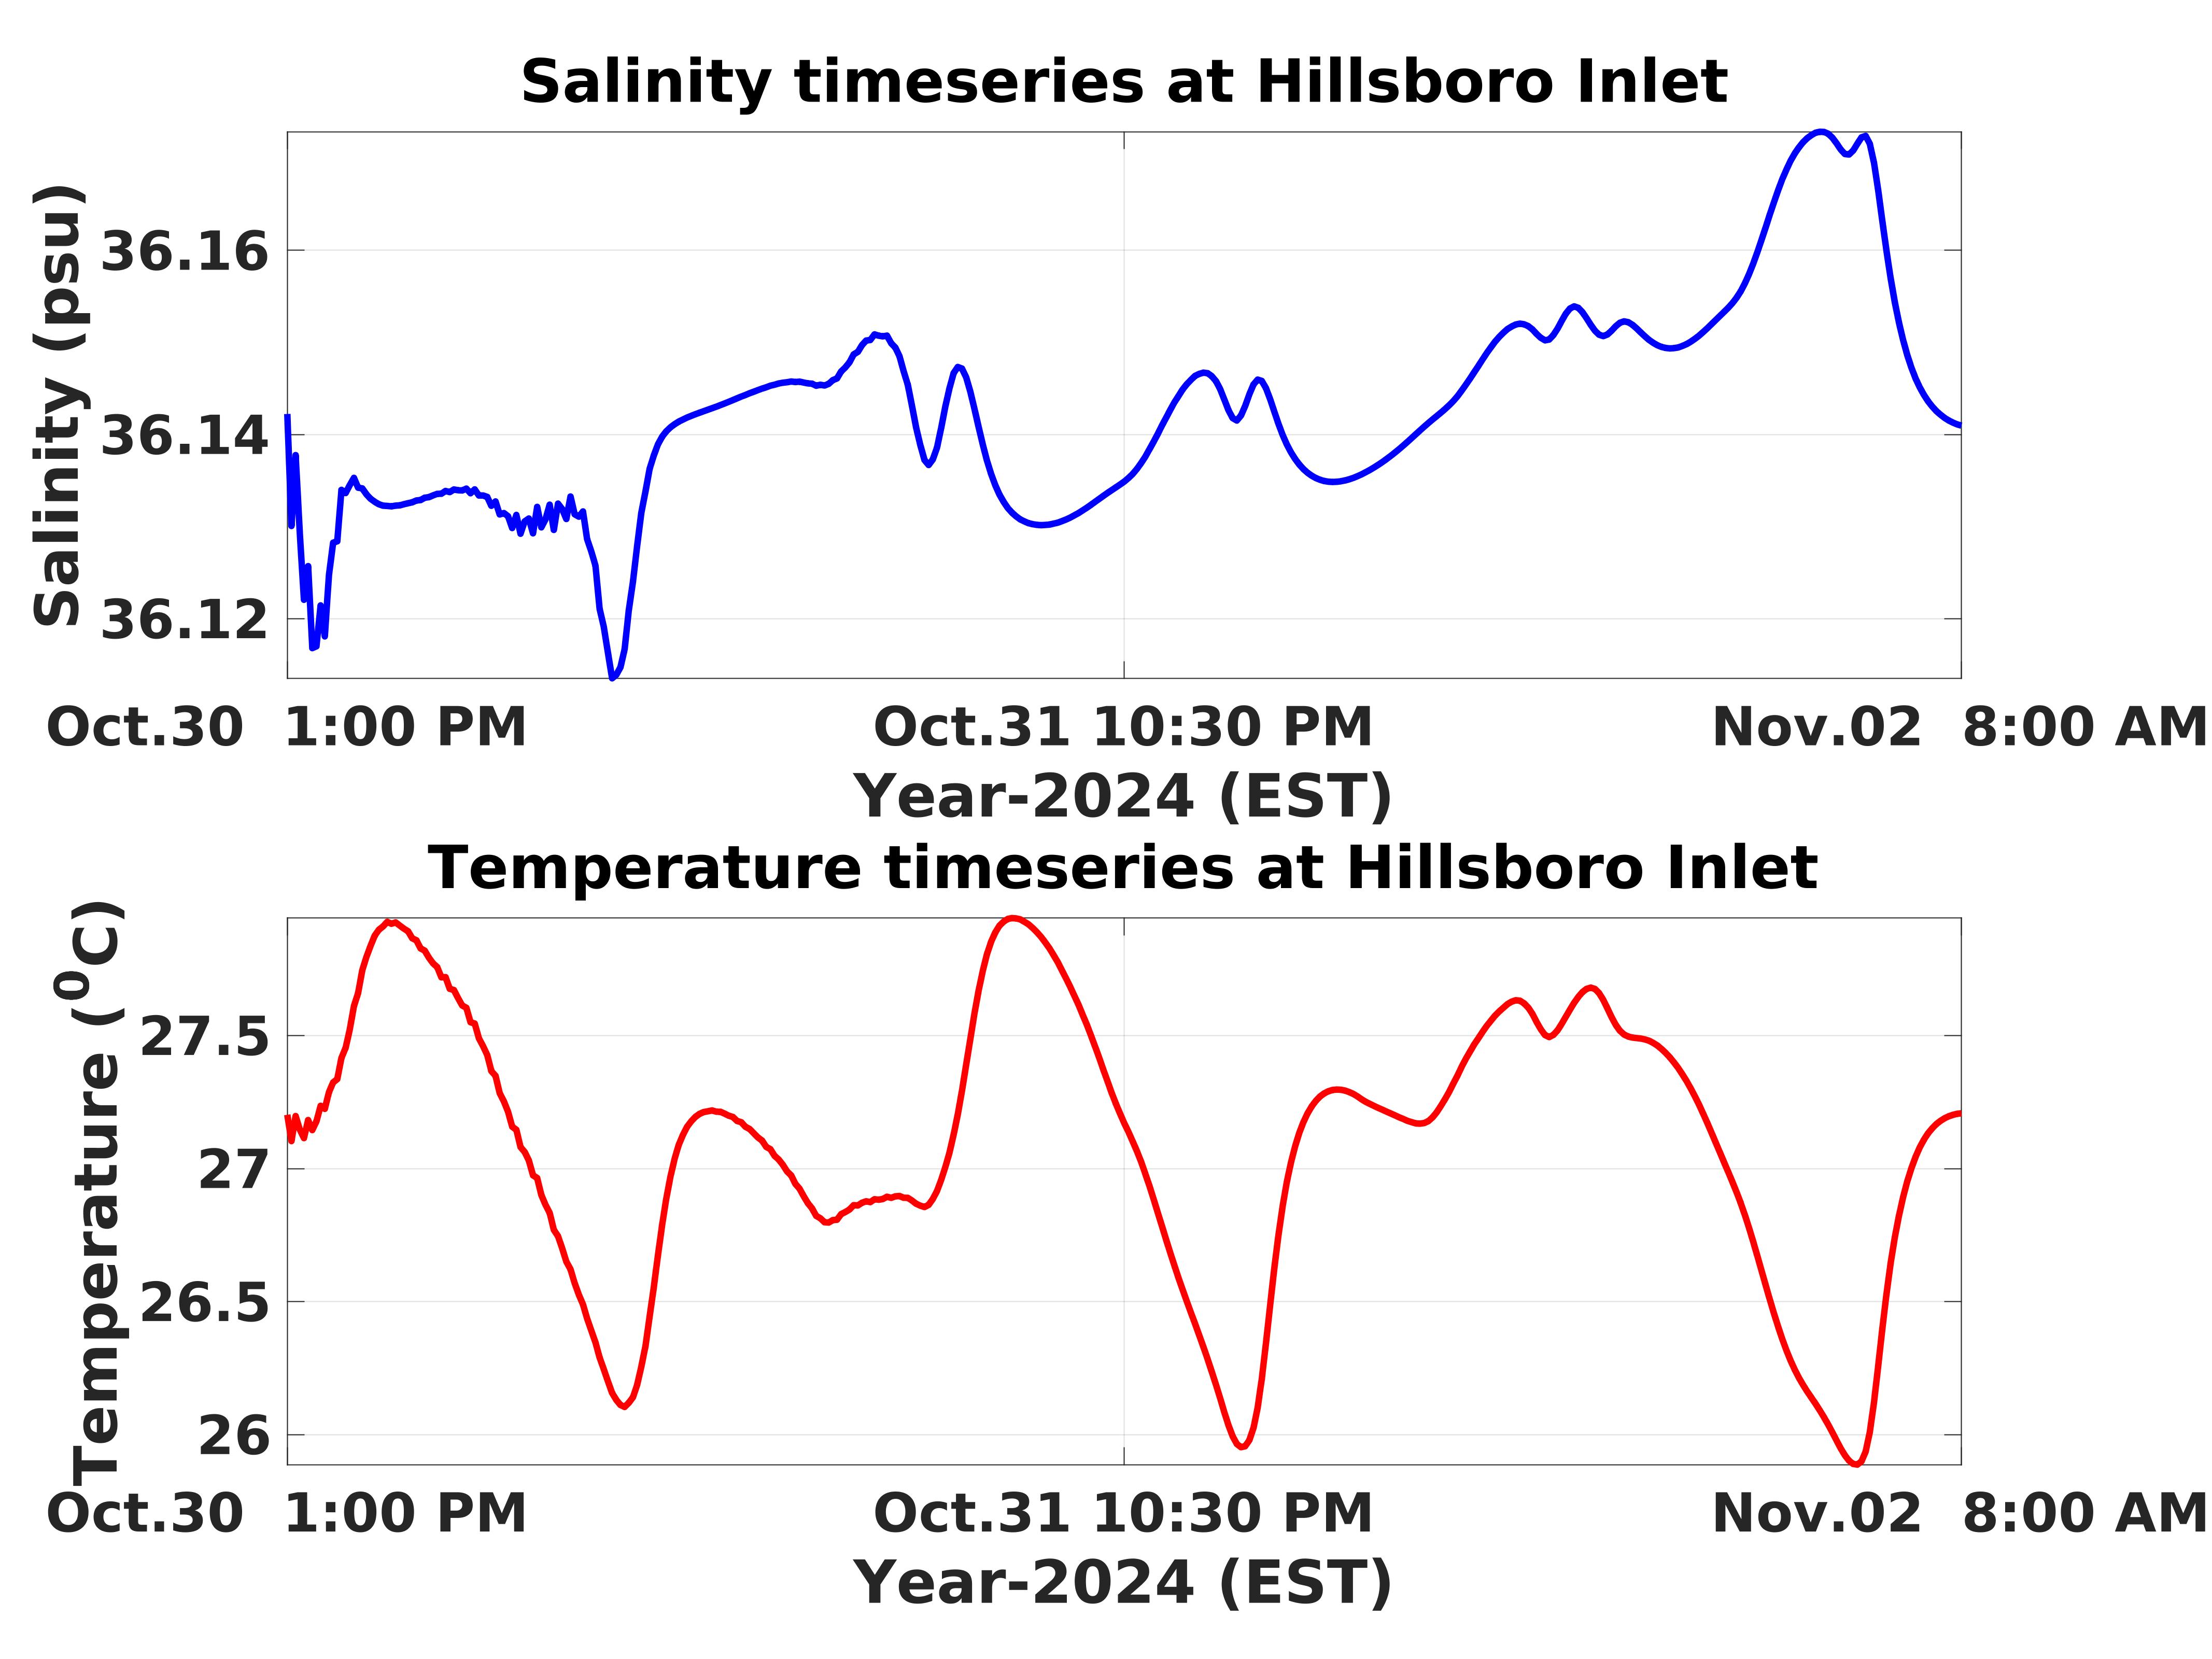 Salinity timeseries at Hillsboro Inlet
Salinity (psu)
36.16
36.14
36.12
Oct.30 1:00 PM Oct.31 10:30 PM Nov.02 8:00 AM
Year-2024 (EST)
Temperature timeseries at Hillsboro Inlet
Temperature (⁰C)
27.5
27
26.5
26
Oct.30 1:00 PM Oct.31 10:30 PM Nov.02 8:00 AM
Year-2024 (EST)